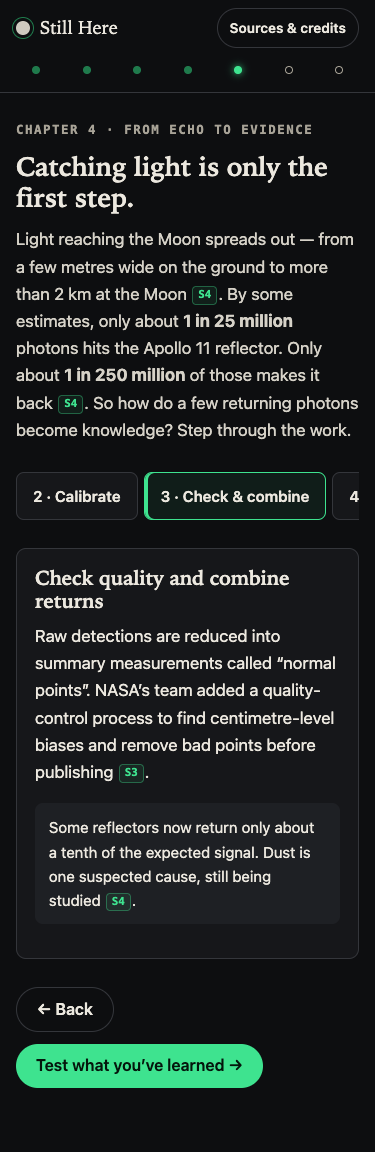 Still Here
Sources & credits
CHAPTER 4 · FROM ECHO TO EVIDENCE
Catching light is only the
first step.
Light reaching the Moon spreads out — from
a few metres wide on the ground to more
than 2 km at the Moon S4. By some
estimates, only about 1 in 25 million
photons hits the Apollo 11 reflector. Only
about 1 in 250 million of those makes it
back S4. So how do a few returning photons
become knowledge? Step through the work.
2 · Calibrate
3 · Check & combine
4
Check quality and combine
returns
Raw detections are reduced into
summary measurements called “normal
points”. NASA’s team added a quality-
control process to find centimetre-level
biases and remove bad points before
publishing S3.
Some reflectors now return only about
a tenth of the expected signal. Dust is
one suspected cause, still being
studied S4.
← Back
Test what you’ve learned →